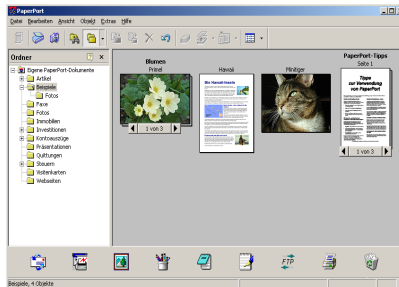 PaperPort
Datei Bearbeiten Ansicht Objekt Extras Hilfe
Ordner
Eigene PaperPort-Dokumente
Artikel
Beispiele
Fotos
Faxe
Fotos
Immobilien
Investitionen
Kontoauszüge
Präsentationen
Quittungen
Steuern
Visitenkarten
Webseiten
Blumen
Primel
1 von 3
Hawaii
Minitiger
PaperPort-Tipps
Seite 1
Tipps
zur Verwendung
von PaperPort
1 von 3
FTP
Beispiele, 4 Objekte